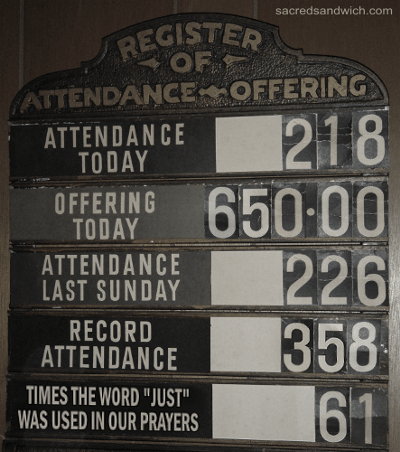 sacredsandwich.com
REGISTER
OF
ATTENDANCE OFFERING
ATTENDANCE
TODAY
218
OFFERING
TODAY
650.00
ATTENDANCE
LAST SUNDAY
226
RECORD
ATTENDANCE
358
TIMES THE WORD "JUST"
WAS USED IN OUR PRAYERS
61